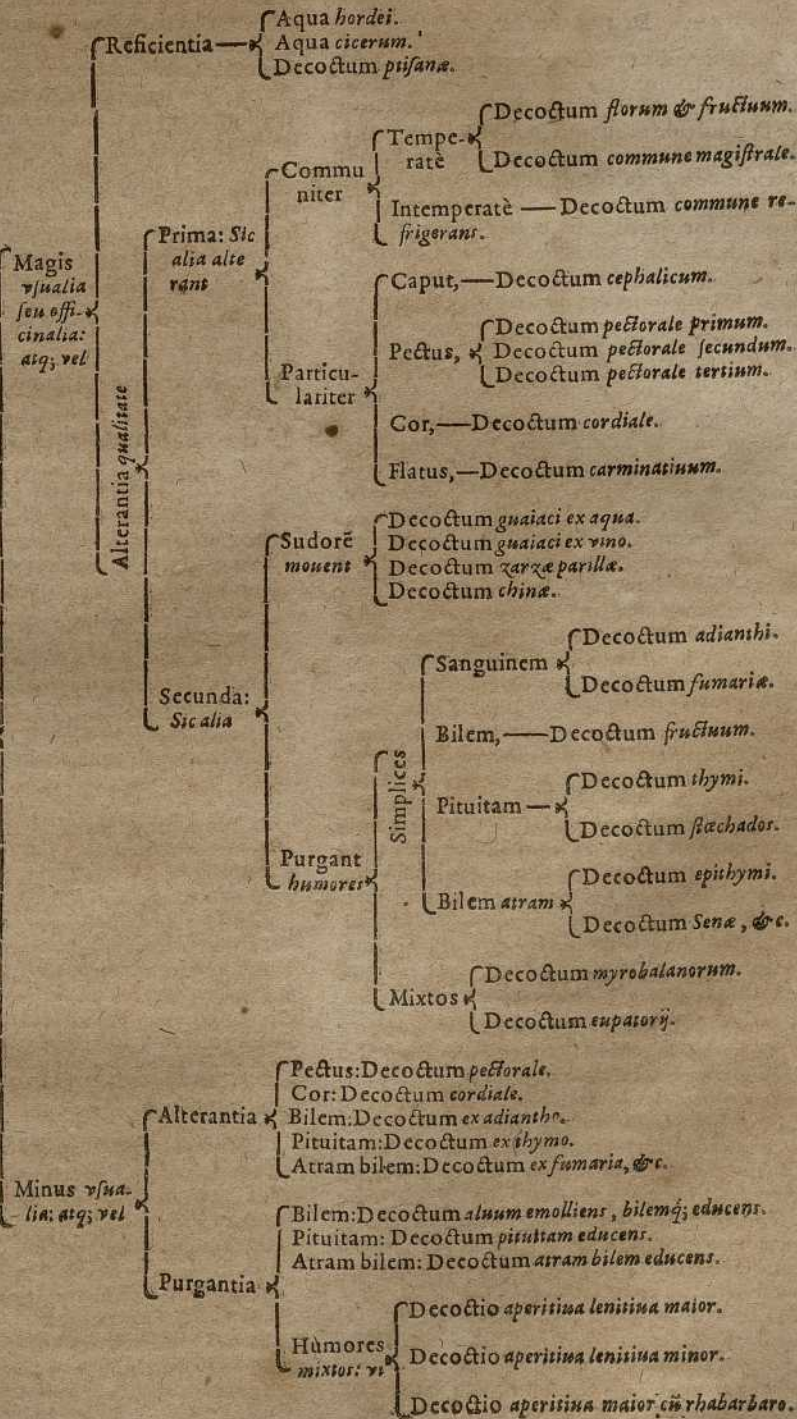 Aqua hordei.
Reficientia
Aqua cicerum.
Decoctum ptiſanæ.
Decoctum florum & fructuum.
Tempe-
ratè
Decoctum commune magiſtrale.
Commu
niter
Intemperatè — Decoctum commune re-
frigerans.
Prima: Sic
alia alte
rant
Magis
vſualia
ſeu offi-
cinalia:
atq; vel
Caput,—Decoctum cephalicum.
Decoctum pectorale primum.
Pectus,
Decoctum pectorale ſecundum.
Decoctum pectorale tertium.
Particu-
lariter
Cor,—Decoctum cordiale.
Flatus,—Decoctum carminatiuum.
Alterantia qualitate
Decoctum guaiaci ex aqua.
Sudorē
mouent
Decoctum guaiaci ex vino.
Decoctum zarzæ parillæ.
Decoctum chinæ.
Decoctum adianthi.
Sanguinem
Decoctum fumariæ.
Secunda:
Sic alia
Bilem,—Decoctum fructuum.
Simplices
Decoctum thymi.
Pituitam
Decoctum ſtœchados.
Purgant
humores
Decoctum epithymi.
Bilem atram
Decoctum Senæ, &c.
Decoctum myrobalanorum.
Mixtos
Decoctum eupatorij.
Pectus: Decoctum pectorale.
Cor: Decoctum cordiale.
Alterantia
Bilem: Decoctum ex adiantho.
Pituitam: Decoctum ex thymo.
Atram bilem: Decoctum ex fumaria, &c.
Minus vſua-
lia: atq; vel
Bilem: Decoctum aluum emolliens, bilemq́; educens.
Pituitam: Decoctum pituitam educens.
Atram bilem: Decoctum atram bilem educens.
Purgantia
Decoctio aperitiua lenitiua maior.
Hùmores
mixtos: vt
Decoctio aperitiua lenitiua minor.
Decoctio aperitiua maior cū rhabarbaro.